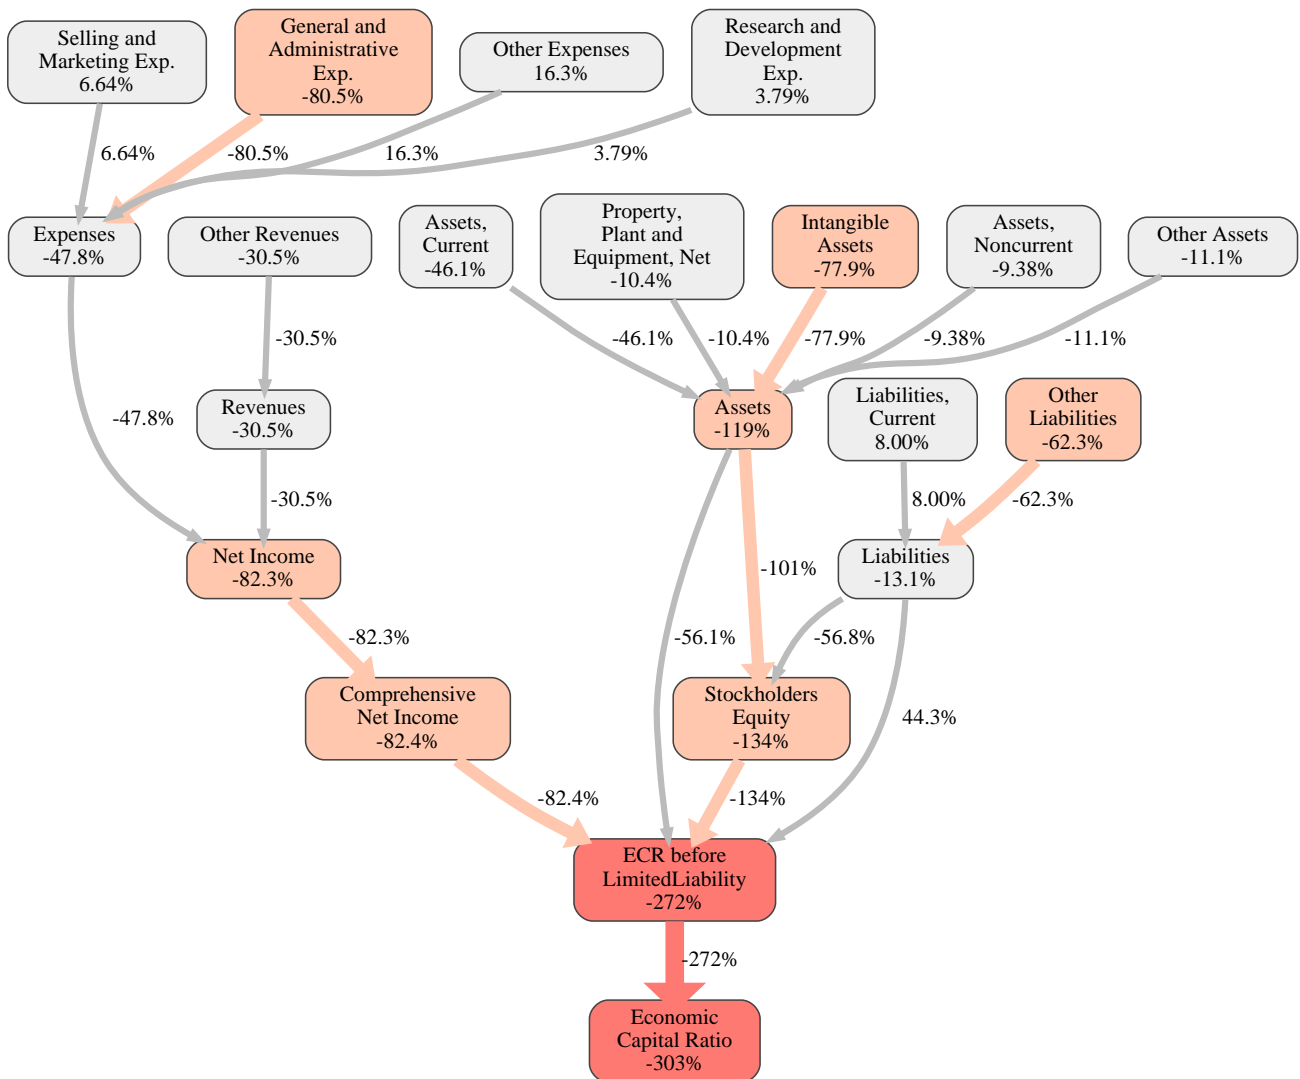 Selling and
Marketing Exp.
6.64%
General and
Administrative
Exp.
-80.5%
Other Expenses
16.3%
Research and
Development
Exp.
3.79%
6.64%
-80.5%
16.3%
3.79%
Expenses
-47.8%
Other Revenues
-30.5%
Assets,
Current
-46.1%
Property,
Plant and
Equipment, Net
-10.4%
Intangible
Assets
-77.9%
Assets,
Noncurrent
-9.38%
Other Assets
-11.1%
-30.5%
-46.1%
-10.4%
-77.9%
-9.38%
-11.1%
-47.8%
Revenues
-30.5%
Assets
-119%
Liabilities,
Current
8.00%
Other
Liabilities
-62.3%
-30.5%
8.00%
-62.3%
Net Income
-82.3%
-101%
Liabilities
-13.1%
-82.3%
-56.1%
-56.8%
Comprehensive
Net Income
-82.4%
Stockholders
Equity
-134%
44.3%
-82.4%
-134%
ECR before
LimitedLiability
-272%
-272%
Economic
Capital Ratio
-303%